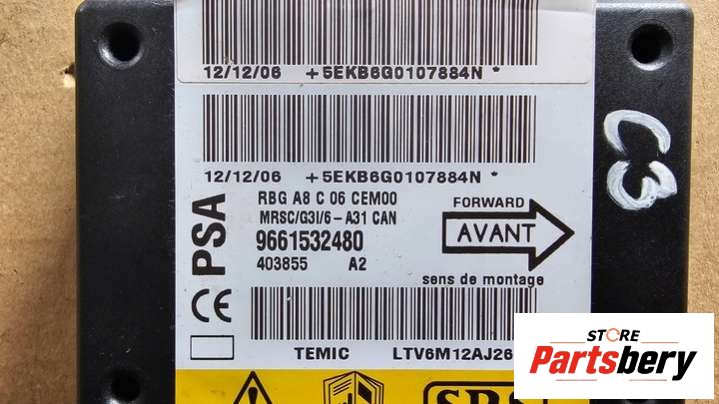 12/12/06 +5EKB6G0107884N *
12/12/06 +5EKB6G0107884N *
C3
PSA
RBG A8 C 06 CEM00
MRSC/G3I/6-A31 CAN
9661532480
403855 A2
FORWARD
AVANT
sens de montage
CE
TEMIC LTV6M12AJ26
SRS
STORE
Partsbery